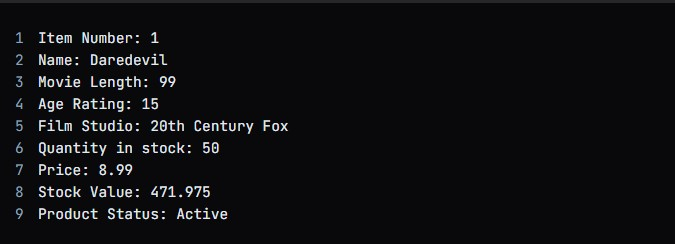 1 Item Number: 1
2 Name: Daredevil
3 Movie Length: 99
4 Age Rating: 15
5 Film Studio: 20th Century Fox
6 Quantity in stock: 50
7 Price: 8.99
8 Stock Value: 471.975
9 Product Status: Active